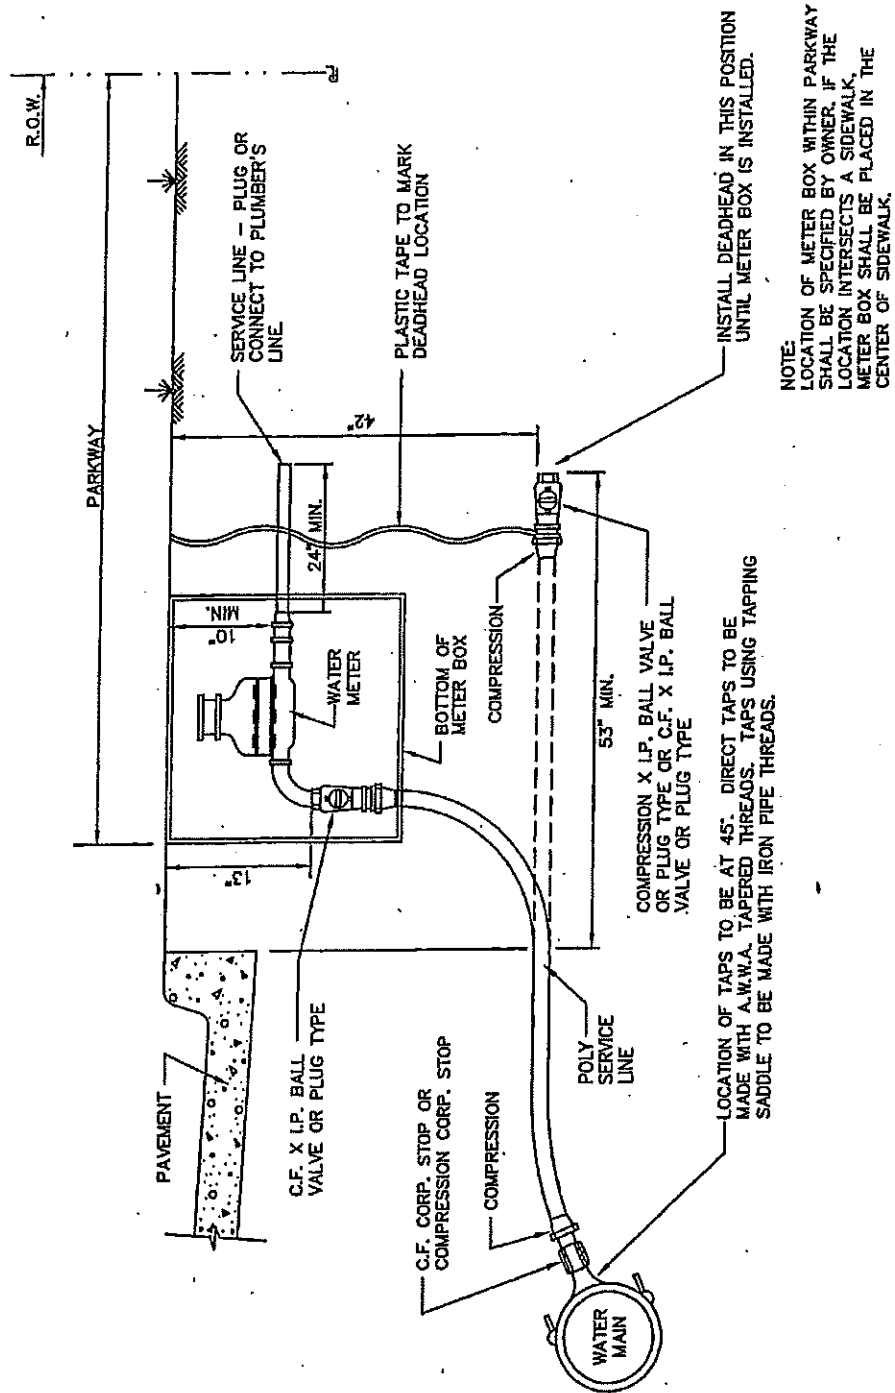 R.O.W.
PARKWAY
SERVICE LINE - PLUG OR
CONNECT TO PLUMBER'S
LINE
PLASTIC TAPE TO MARK
DEADHEAD LOCATION
42"
24" MIN.
10"
MIN.
WATER
METER
BOTTOM OF
METER BOX
13"
PAVEMENT
C.F. X I.P. BALL
VALVE OR PLUG TYPE
COMPRESSION
53" MIN.
INSTALL DEADHEAD IN THIS POSITION
UNTIL METER BOX IS INSTALLED.
COMPRESSION X I.P. BALL VALVE
OR PLUG TYPE OR C.F. X I.P. BALL
VALVE OR PLUG TYPE
C.F. CORP. STOP OR
COMPRESSION CORP. STOP
COMPRESSION
POLY
SERVICE
LINE
WATER
MAIN
LOCATION OF TAPS TO BE AT 45°. DIRECT TAPS TO BE
MADE WITH A.W.W.A. TAPERED THREADS. TAPS USING TAPPING
SADDLE TO BE MADE WITH IRON PIPE THREADS.
NOTE:
LOCATION OF METER BOX WITHIN PARKWAY
SHALL BE SPECIFIED BY OWNER. IF THE
LOCATION INTERSECTS A SIDEWALK,
METER BOX SHALL BE PLACED IN THE
CENTER OF SIDEWALK.